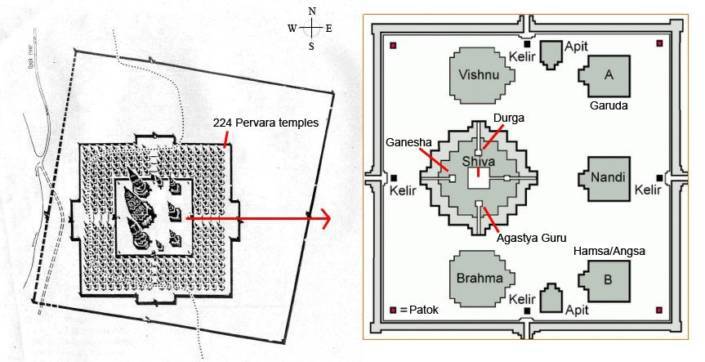 N
W E
S
224 Pervara temples
Kelir
Apit
Vishnu
A
Garuda
Durga
Ganesha
Shiva
Kelir
Nandi
Kelir
Agastya Guru
Hamsa/Angsa
Brahma
B
Kelir
Apit
= Patok